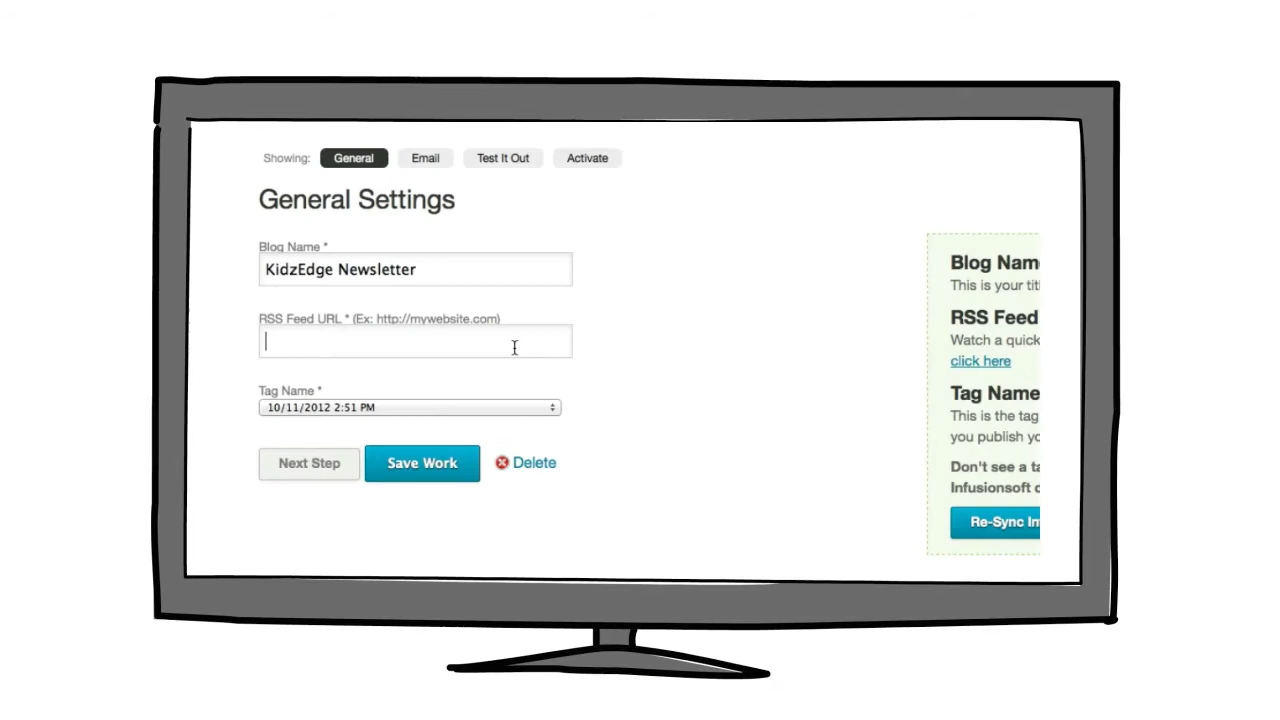 Showing: General Email Test It Out Activate
General Settings
Blog Name *
KidzEdge Newsletter
RSS Feed URL * (Ex: http://mywebsite.com)
Tag Name *
10/11/2012 2:51 PM
Next Step Save Work Delete
Blog Nam
This is your tit
RSS Feed
Watch a quick
click here
Tag Name
This is the tag
you publish yo
Don't see a ta
Infusionsoft c
Re-Sync In